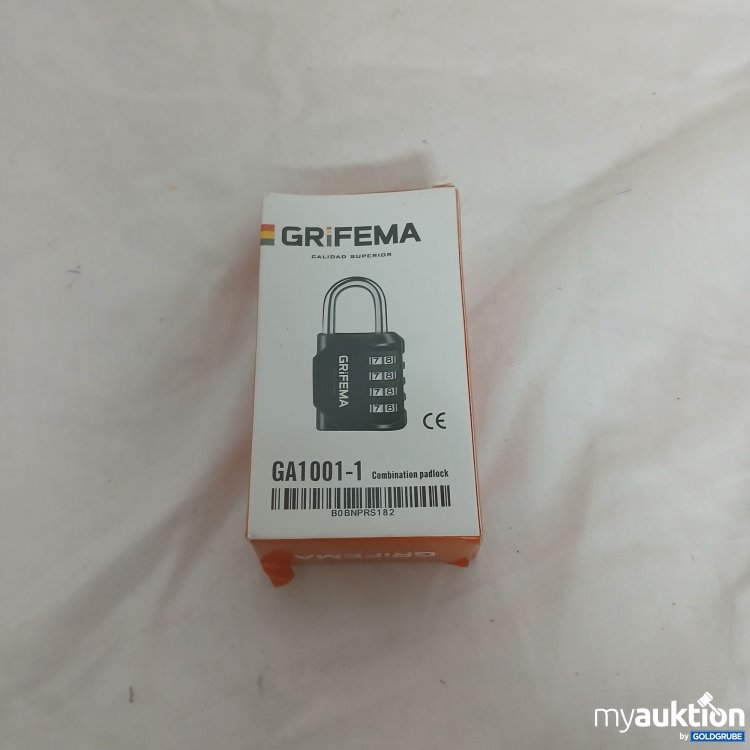 GRiFEMA
CALIDAD SUPERIOR
GRiFEMA
7 8
7 8
7 8
7 8
CE
GA1001-1 Combination padlock
B0BNPRS182
GRiFEMA
myauktion
by GOLDGRUBE